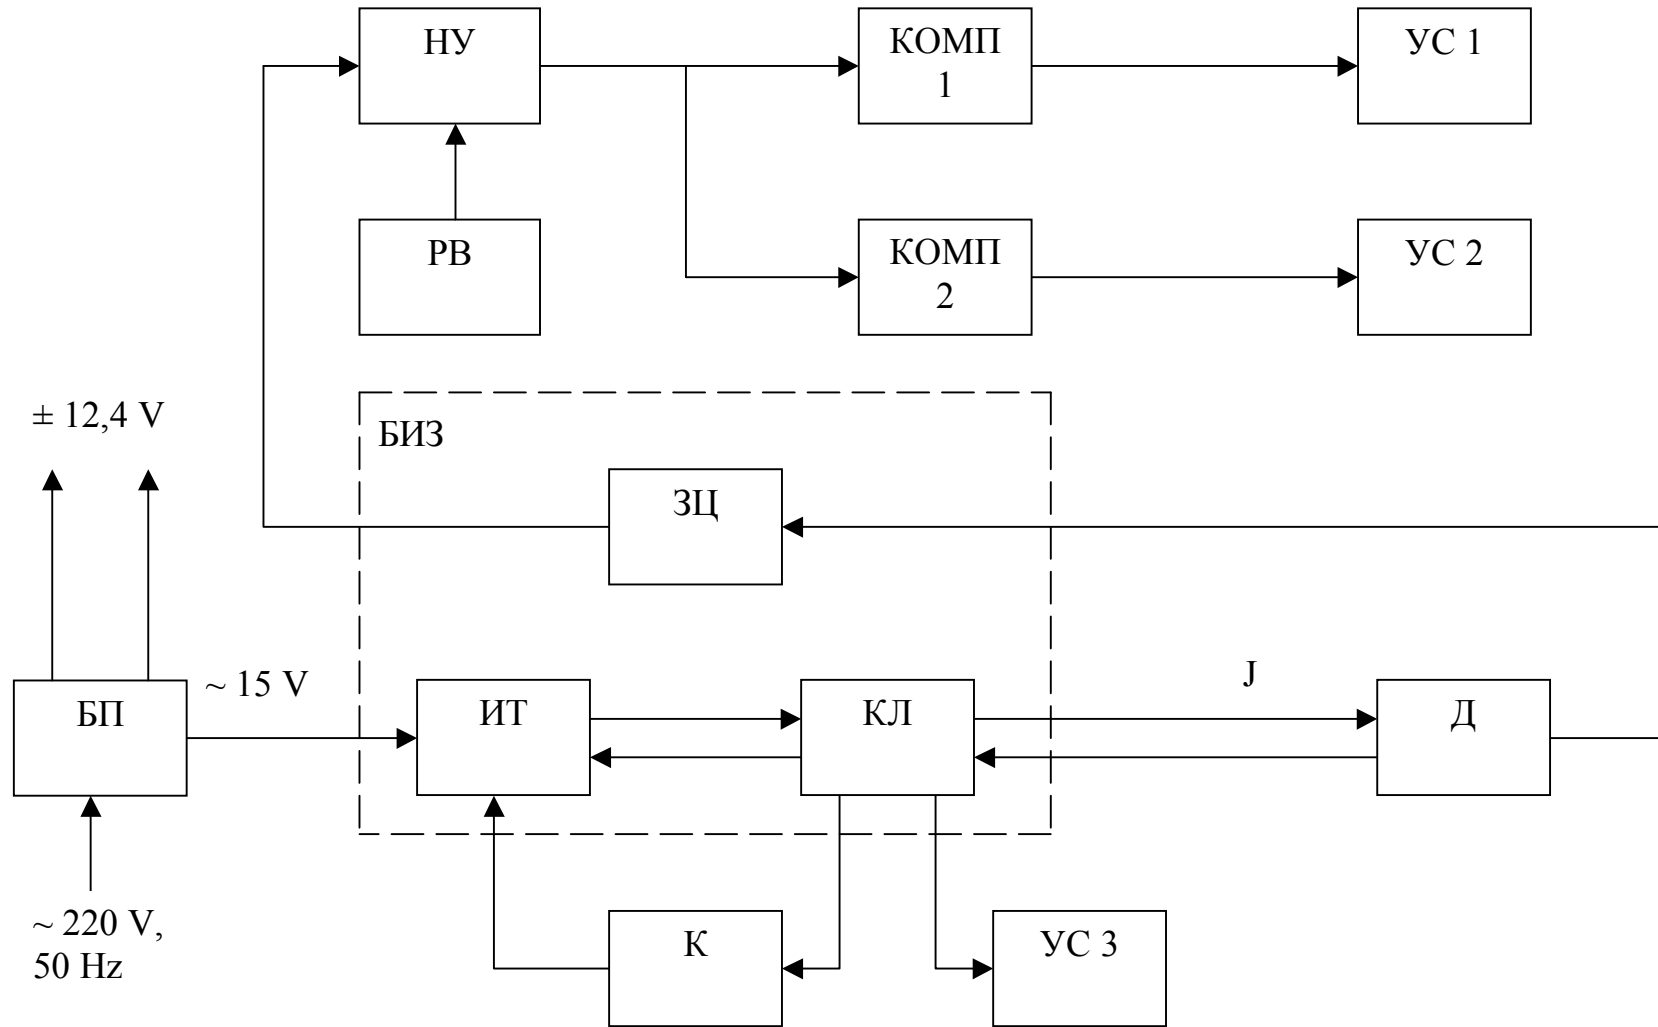 НУ
КОМП
1
УС 1
РВ
КОМП
2
УС 2
± 12,4 V
БИЗ
ЗЦ
~ 15 V
J
БП
ИТ
КЛ
Д
~ 220 V,
50 Hz
К
УС 3